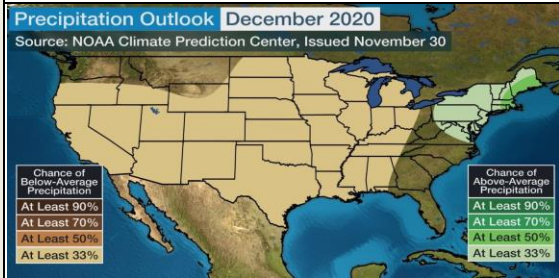 Precipitation Outlook December 2020
Source: NOAA Climate Prediction Center, Issued November 30
Chance of
Below-Average
Precipitation
At Least 90%
At Least 70%
At Least 50%
At Least 33%
Chance of
Above-Average
Precipitation
At Least 90%
At Least 70%
At Least 50%
At Least 33%